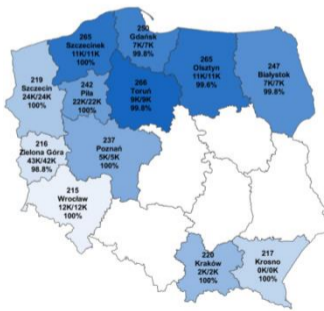 265
Szczecinek
11K/11K
100%
250
Gdańsk
7K/7K
99.8%
265
Olsztyn
11K/11K
99.6%
247
Białystok
7K/7K
99.8%
219
Szczecin
24K/24K
100%
242
Piła
22K/22K
100%
266
Toruń
9K/9K
99.8%
216
Zielona Góra
43K/42K
98.8%
237
Poznań
5K/5K
100%
215
Wrocław
12K/12K
100%
220
Kraków
2K/2K
100%
217
Krosno
0K/0K
100%